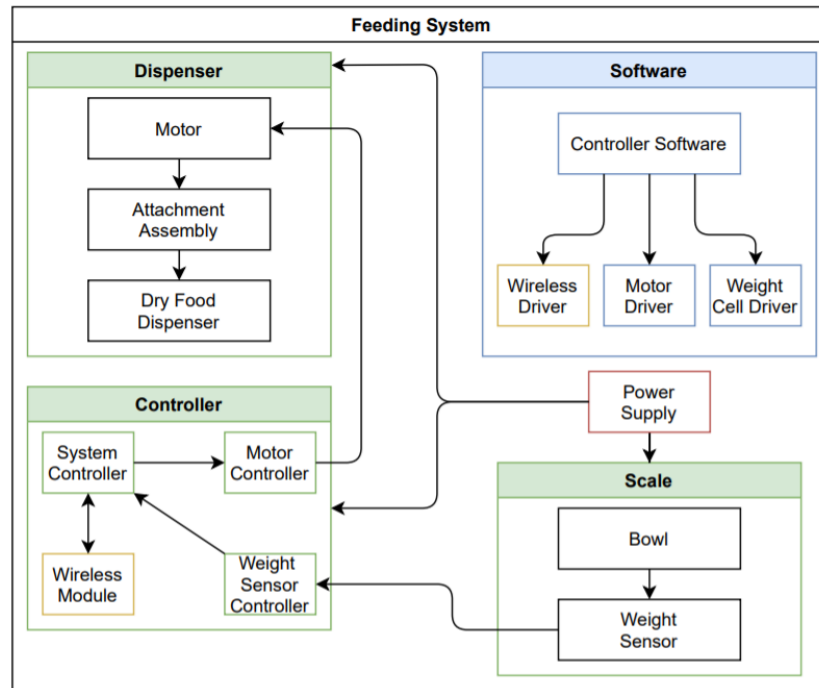 Feeding System
Dispenser
Motor
Attachment
Assembly
Dry Food
Dispenser
Software
Controller Software
Wireless
Driver
Motor
Driver
Weight
Cell Driver
Power
Supply
Controller
System
Controller
Motor
Controller
Wireless
Module
Weight
Sensor
Controller
Scale
Bowl
Weight
Sensor